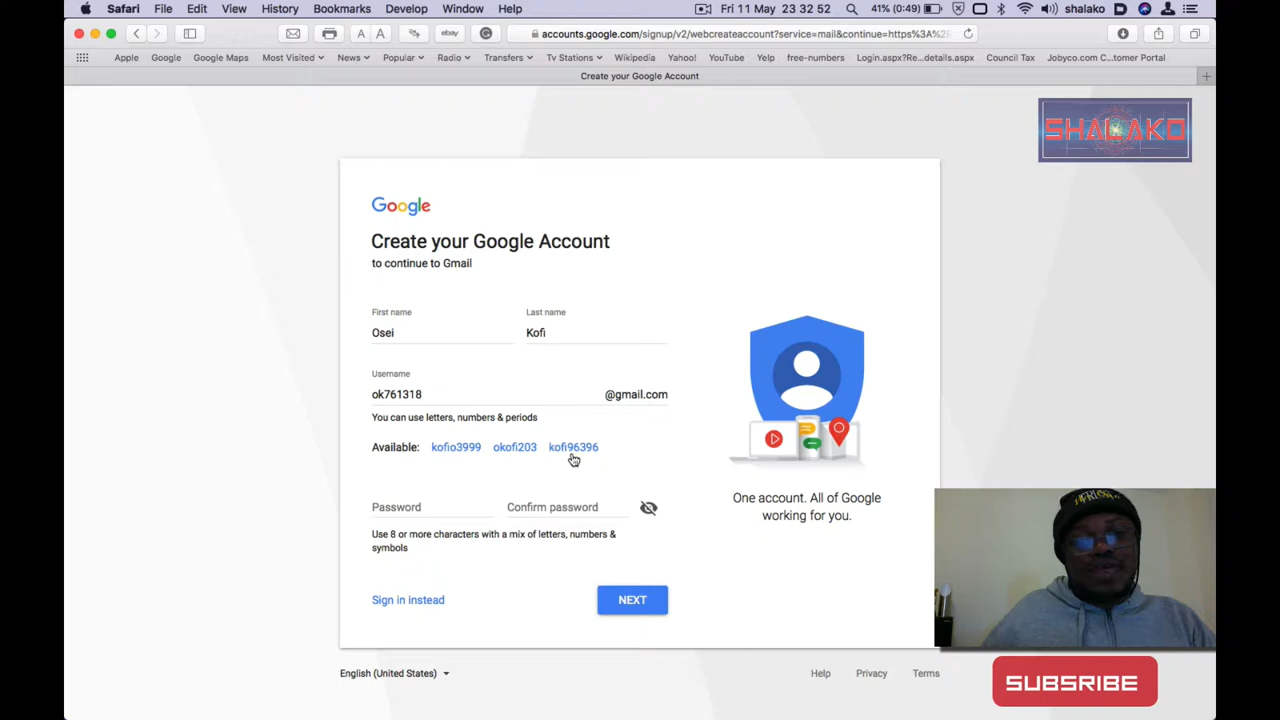 Safari File Edit View History Bookmarks Develop Window Help 41% (0:49) Fri 11 May 23 32 52 shalako
A A ebay accounts.google.com/signup/v2/webcreateaccount?service=mail&continue=https%3A%2
Apple Google Google Maps Most Visited News Popular Radio Transfers Tv Stations Wikipedia Yahoo! YouTube Yelp free-numbers Login.aspx?Re...details.aspx Council Tax Jobyco.com C...tomer Portal
Create your Google Account
SHALAKO
Google
Create your Google Account
to continue to Gmail
First name Last name
Osei Kofi
Username
ok761318 @gmail.com
You can use letters, numbers & periods
Available: kofio3999 okofi203 kofi96396
Password Confirm password
Use 8 or more characters with a mix of letters, numbers &
symbols
One account. All of Google
working for you.
Sign in instead NEXT
English (United States) Help Privacy Terms
SUBSRIBE